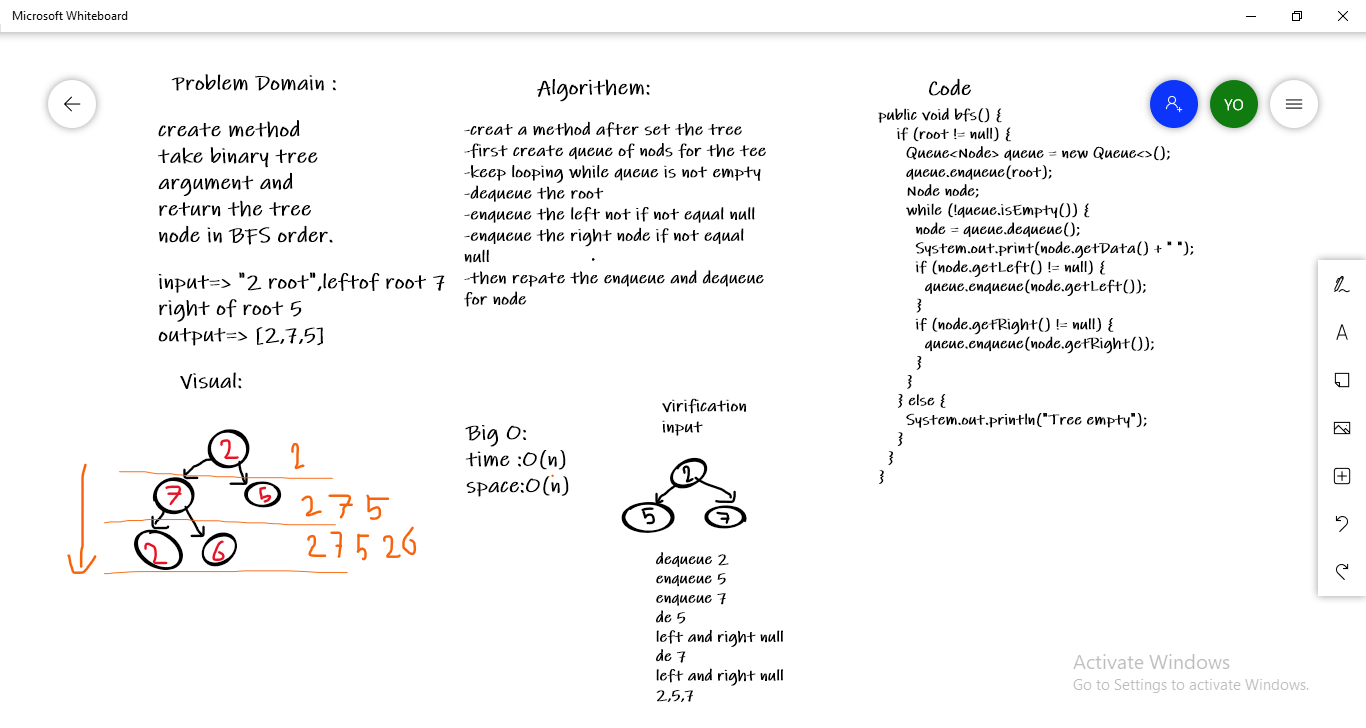 Microsoft Whiteboard
Problem Domain :
create method
take binary tree
argument and
return the tree
node in BFS order.
input=> "2 root",leftof root 7
right of root 5
output=> [2,7,5]
Visual:
2
2
7
5
2 7 5
2
6
2 7 5 2 6
Algorithem:
-creat a method after set the tree
-first create queue of nods for the tee
-keep looping while queue is not empty
-dequeue the root
-enqueue the left not if not equal null
-enqueue the right node if not equal
null
-then repate the enqueue and dequeue
for node
Big O:
time :O(n)
space:O(n)
virification
input
2
5
7
dequeue 2
enqueue 5
enqueue 7
de 5
left and right null
de 7
left and right null
2,5,7
Code
public void bfs() {
if (root != null) {
Queue<Node> queue = new Queue<>();
queue.enqueue(root);
Node node;
while (!queue.isEmpty()) {
node = queue.dequeue();
System.out.print(node.getData() + " ");
if (node.getLeft() != null) {
queue.enqueue(node.getLeft());
}
if (node.getRight() != null) {
queue.enqueue(node.getRight());
}
}
} else {
System.out.println("Tree empty");
}
}
}
YO
A
Activate Windows
Go to Settings to activate Windows.